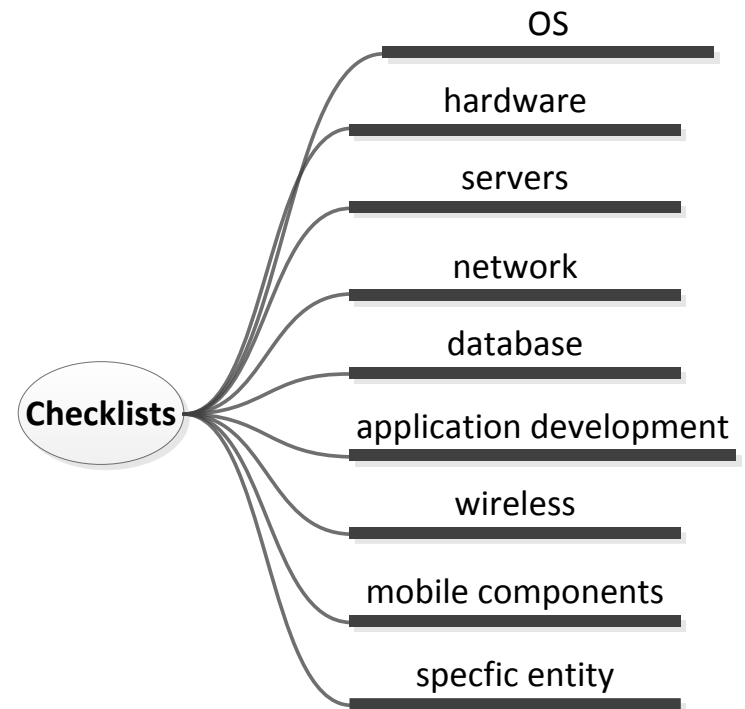 OS
hardware
servers
network
database
Checklists
application development
wireless
mobile components
specfic entity